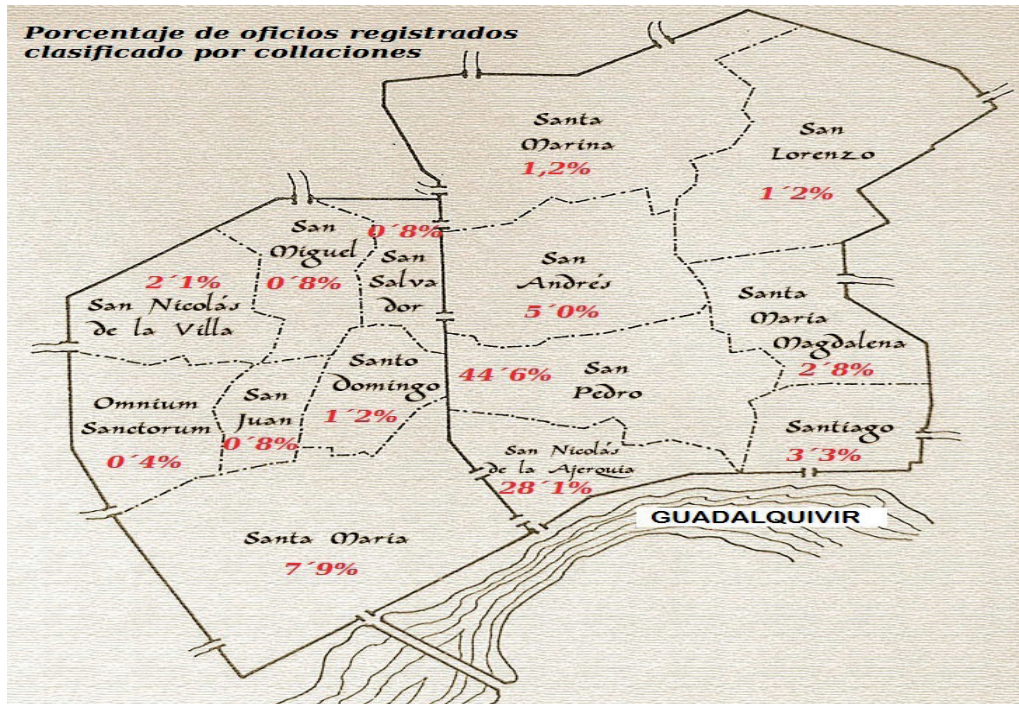 Porcentaje de oficios registrados
clasificado por collaciones
Santa
Marina
1,2%
San
Lorenzo
1´2%
San
Miguel
0´8%
0´8%
San
Salva
dor
2´1%
San Nicolás
de la Villa
San
Andrés
5´0%
Santa
María
Magdalena
2´8%
Santo
Domingo
1´2%
44´6%
San
Pedro
Omnium
Sanctorum
0´4%
San
Juan
0´8%
Santiago
3´3%
San Nicolás
de la Ajerquía
28´1%
GUADALQUIVIR
Santa María
7´9%